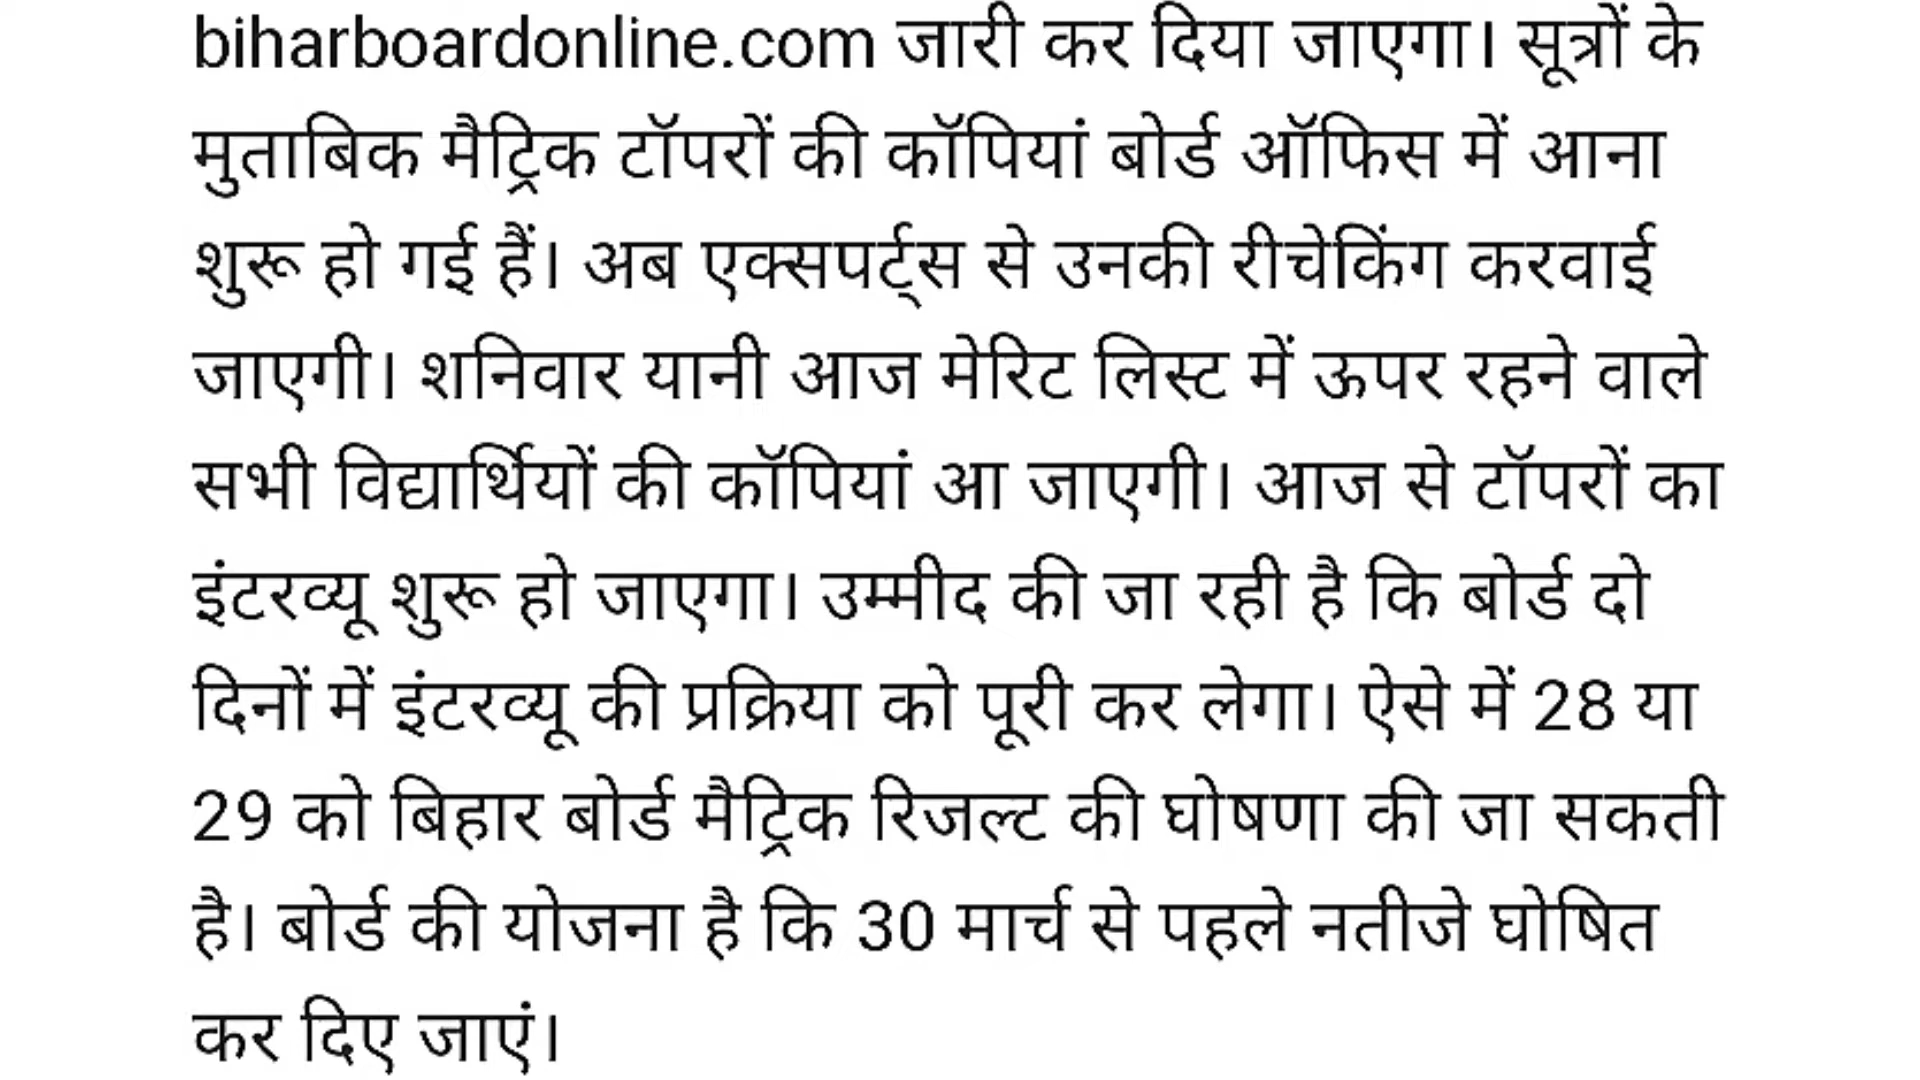 biharboardonline.com जारी कर दिया जाएगा। सूत्रों के
मुताबिक मैट्रिक टॉपरों की कॉपियां बोर्ड ऑफिस में आना
शुरू हो गई हैं। अब एक्सपर्ट्स से उनकी रीचेकिंग करवाई
जाएगी। शनिवार यानी आज मेरिट लिस्ट में ऊपर रहने वाले
सभी विद्यार्थियों की कॉपियां आ जाएगी। आज से टॉपरों का
इंटरव्यू शुरू हो जाएगा। उम्मीद की जा रही है कि बोर्ड दो
दिनों में इंटरव्यू की प्रक्रिया को पूरी कर लेगा। ऐसे में 28 या
29 को बिहार बोर्ड मैट्रिक रिजल्ट की घोषणा की जा सकती
है। बोर्ड की योजना है कि 30 मार्च से पहले नतीजे घोषित
कर दिए जाएं।